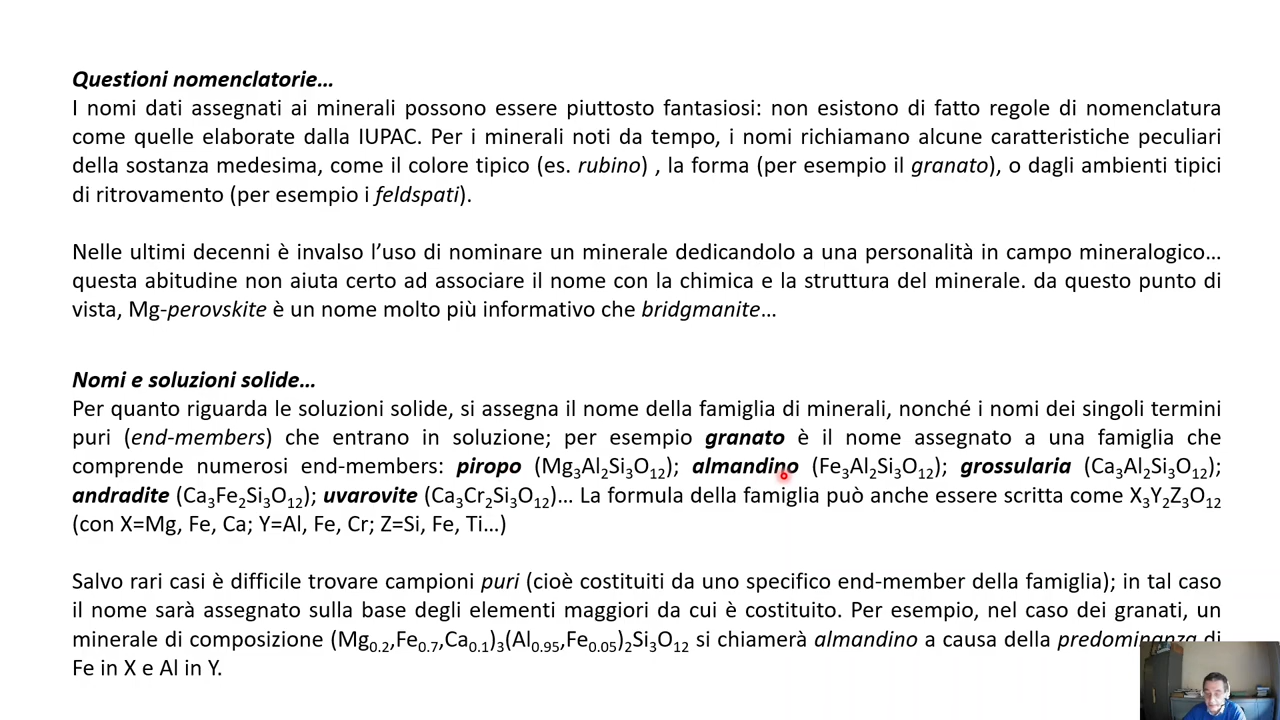 Questioni nomenclatorie…
I nomi dati assegnati ai minerali possono essere piuttosto fantasiosi: non esistono di fatto regole di nomenclatura
come quelle elaborate dalla IUPAC. Per i minerali noti da tempo, i nomi richiamano alcune caratteristiche peculiari
della sostanza medesima, come il colore tipico (es. rubino) , la forma (per esempio il granato), o dagli ambienti tipici
di ritrovamento (per esempio i feldspati).
Nelle ultimi decenni è invalso l’uso di nominare un minerale dedicandolo a una personalità in campo mineralogico…
questa abitudine non aiuta certo ad associare il nome con la chimica e la struttura del minerale. da questo punto di
vista, Mg-perovskite è un nome molto più informativo che bridgmanite…
Nomi e soluzioni solide…
Per quanto riguarda le soluzioni solide, si assegna il nome della famiglia di minerali, nonché i nomi dei singoli termini
puri (end-members) che entrano in soluzione; per esempio granato è il nome assegnato a una famiglia che
comprende numerosi end-members: piropo (Mg₃Al₂Si₃O₁₂); almandino (Fe₃Al₂Si₃O₁₂); grossularia (Ca₃Al₂Si₃O₁₂);
andradite (Ca₃Fe₂Si₃O₁₂); uvarovite (Ca₃Cr₂Si₃O₁₂)… La formula della famiglia può anche essere scritta come X₃Y₂Z₃O₁₂
(con X=Mg, Fe, Ca; Y=Al, Fe, Cr; Z=Si, Fe, Ti…)
Salvo rari casi è difficile trovare campioni puri (cioè costituiti da uno specifico end-member della famiglia); in tal caso
il nome sarà assegnato sulla base degli elementi maggiori da cui è costituito. Per esempio, nel caso dei granati, un
minerale di composizione (Mg₀.₂,Fe₀.₇,Ca₀.₁)₃(Al₀.₉₅,Fe₀.₀₅)₂Si₃O₁₂ si chiamerà almandino a causa della predominanza di
Fe in X e Al in Y.